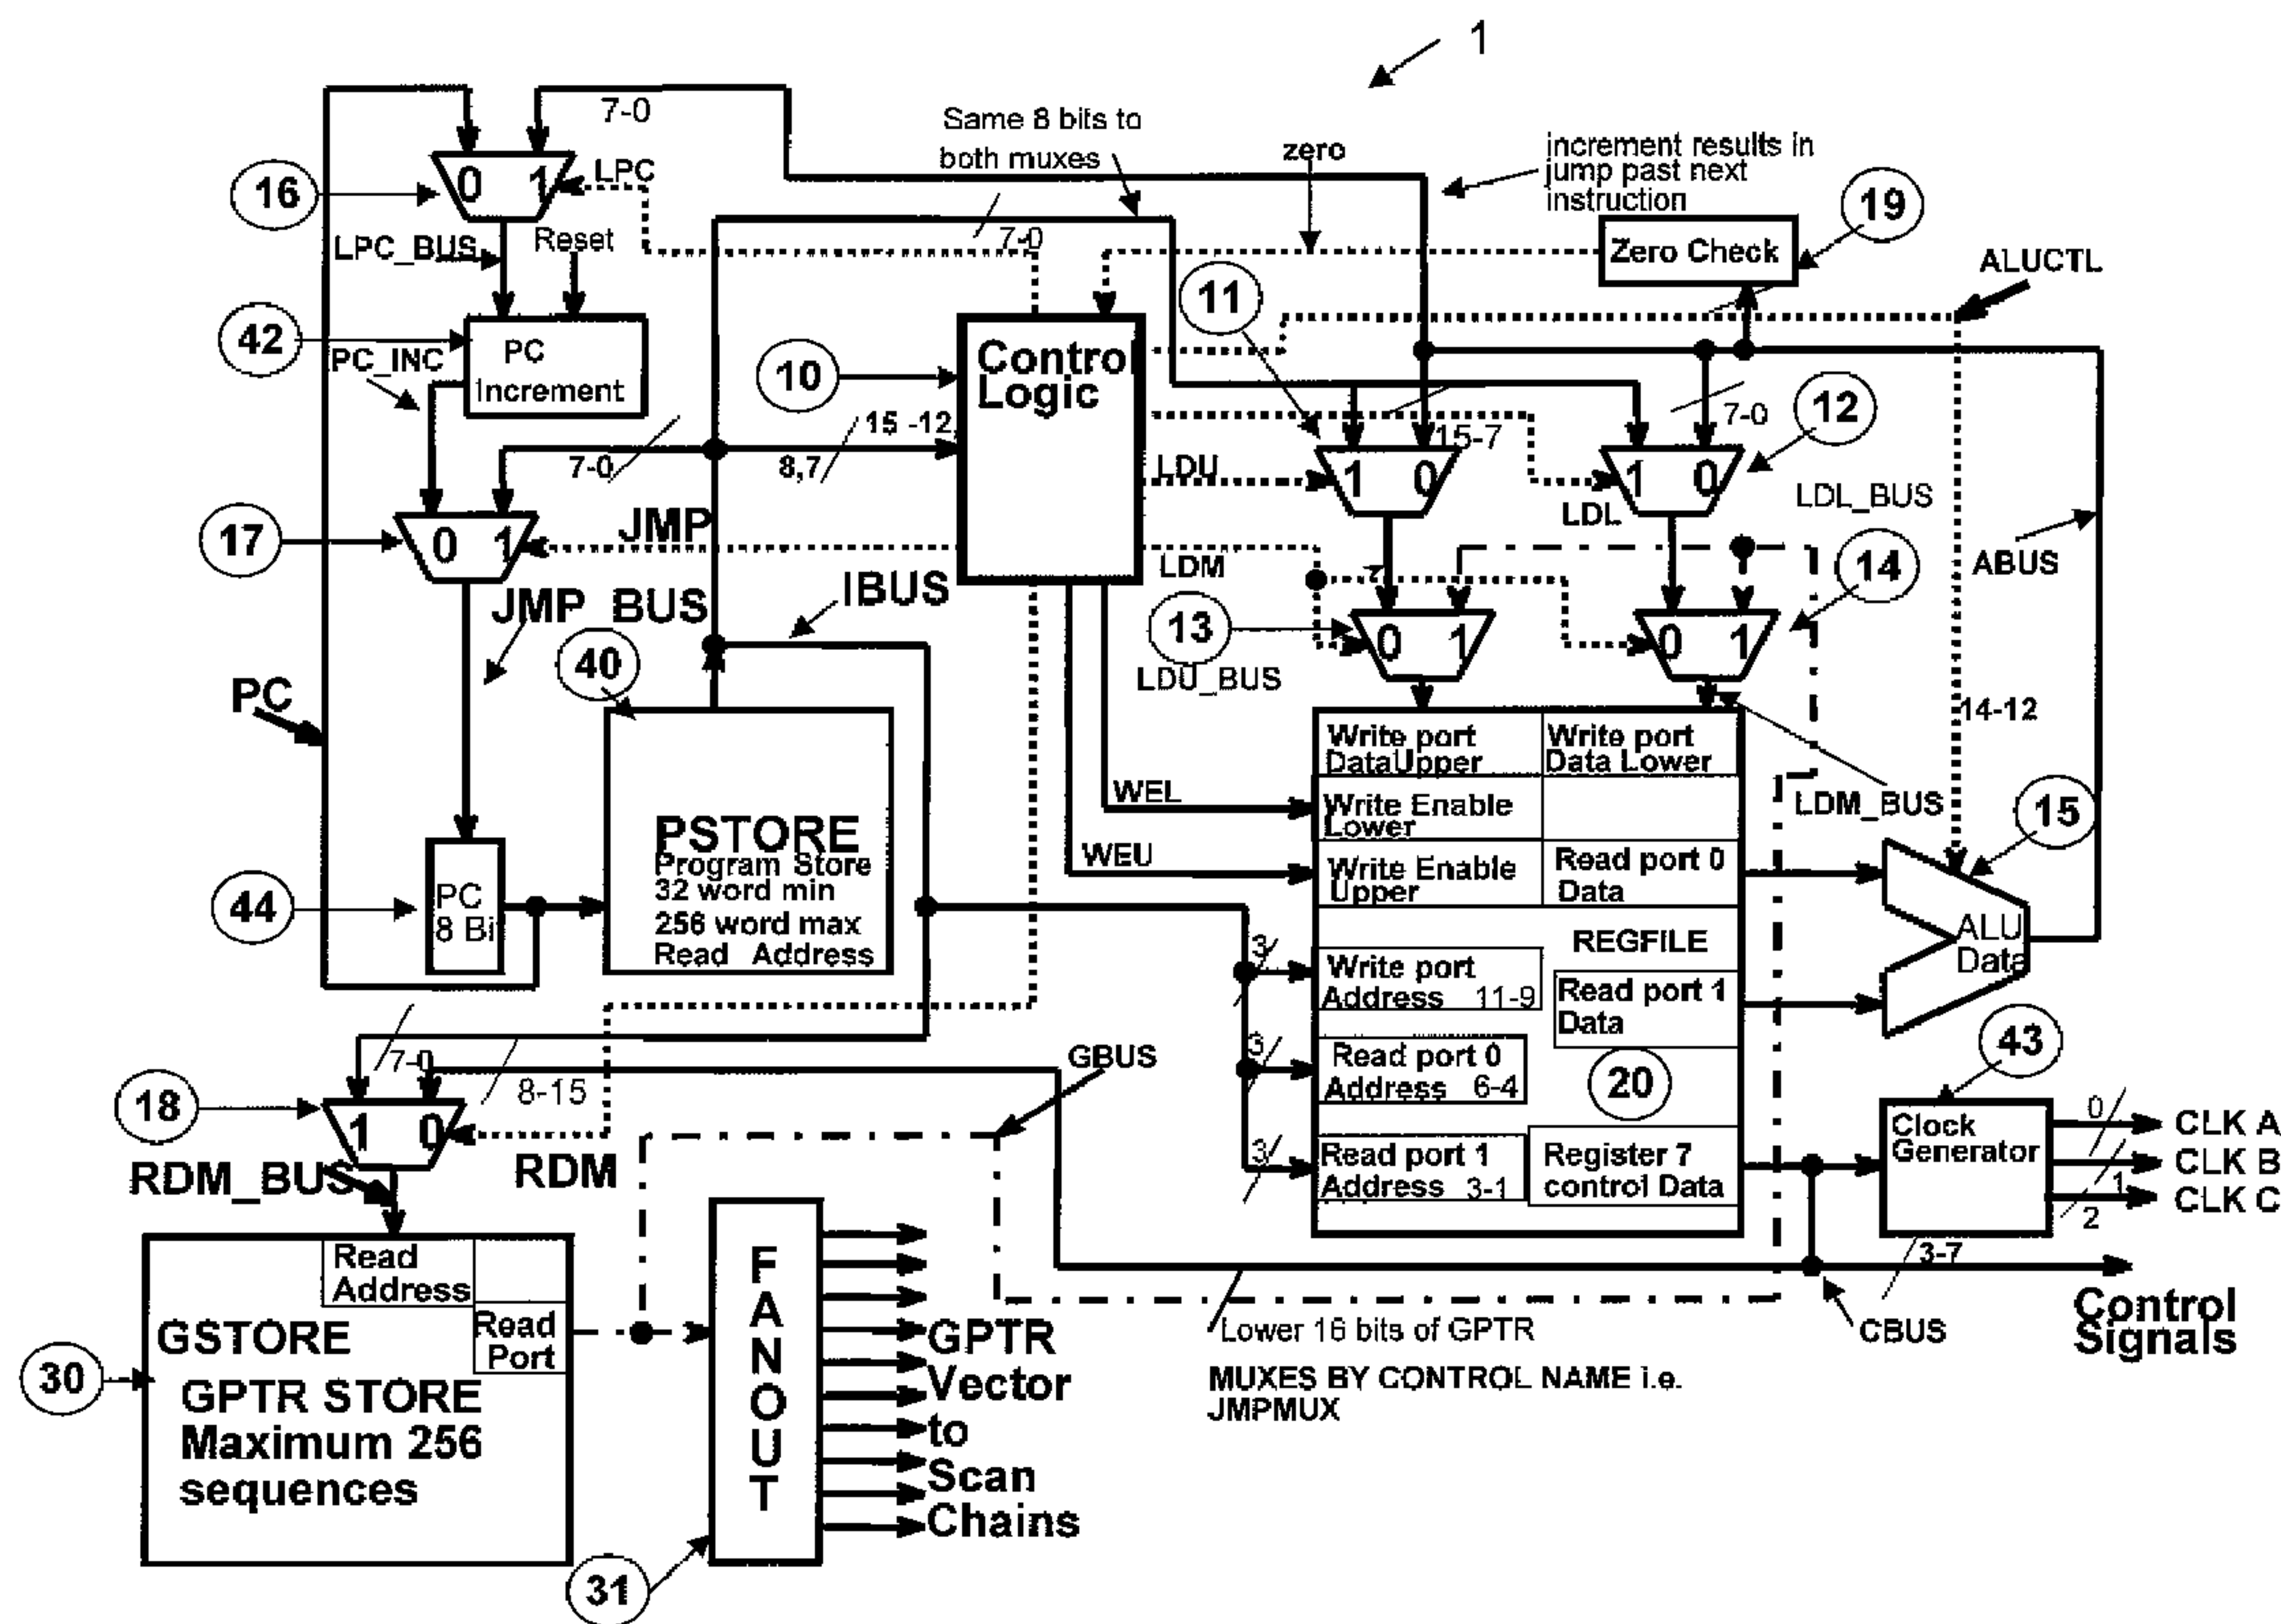 1
7-0
Same 8 bits to
both muxes
zero
increment results in
jump past next
instruction
16
0 1
LPC
19
LPC_BUS
Reset
7-0
Zero Check
ALUCTL
11
42
PC_INC
PC
Increment
10
Control
Logic
12
7-0
15 -12
8,7
7-0
15-7
LDU
1 0
1 0
LDL
LDL_BUS
17
0 1
JMP
LDM
14
ABUS
JMP_BUS
IBUS
13
0 1
0 1
LDU_BUS
40
PC
14-12
Write port
DataUpper
Write port
Data Lower
WEL
Write Enable
Lower
LDM_BUS
15
PSTORE
Program Store
32 word min
256 word max
Read Address
WEU
Write Enable
Upper
Read port 0
Data
44
PC
8 Bi
REGFILE
ALU
Data
3
Write port
Address 11-9
Read port 1
Data
43
3
Read port 0
Address 6-4
20
7-0
8-15
GBUS
18
1 0
RDM_BUS
RDM
3
Read port 1
Address 3-1
Register 7
control Data
Clock
Generator
0
CLK A
CLK B
1
CLK C
2
3-7
Read
Address
Read
Port
GSTORE
30
GPTR STORE
Maximum 256
sequences
FANOUT
31
GPTR
Vector
to
Scan
Chains
Lower 16 bits of GPTR
MUXES BY CONTROL NAME i.e.
JMPMUX
CBUS
Control
Signals